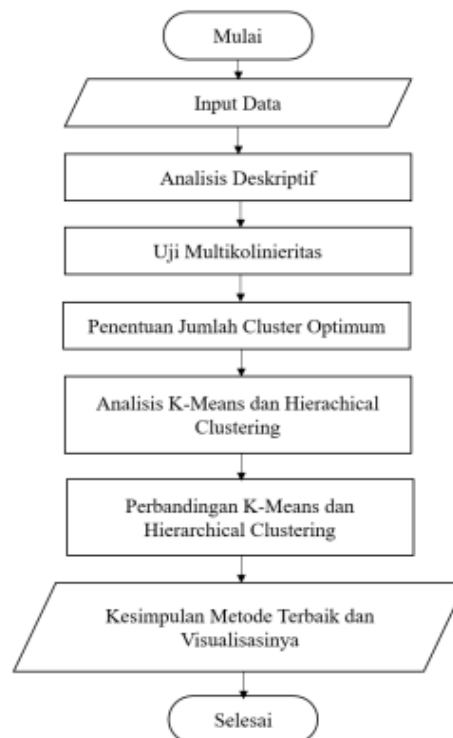 Mulai
Input Data
Analisis Deskriptif
Uji Multikolinieritas
Penentuan Jumlah Cluster Optimum
Analisis K-Means dan Hierachical
Clustering
Perbandingan K-Means dan
Hierarchical Clustering
Kesimpulan Metode Terbaik dan
Visualisasinya
Selesai